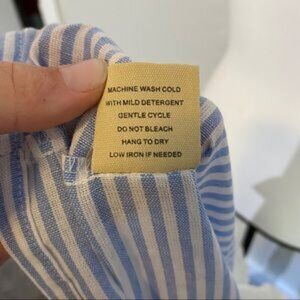 MACHINE WASH COLD
WITH MILD DETERGENT
GENTLE CYCLE
DO NOT BLEACH
HANG TO DRY
LOW IRON IF NEEDED